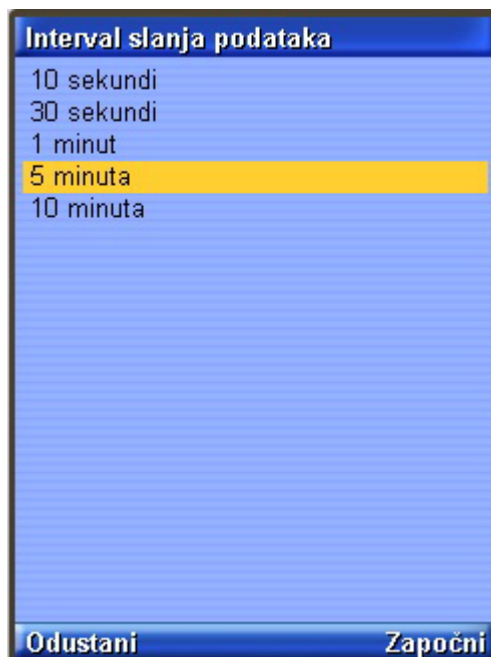 Interval slanja podataka
10 sekundi
30 sekundi
1 minut
5 minuta
10 minuta
Odustani Započni